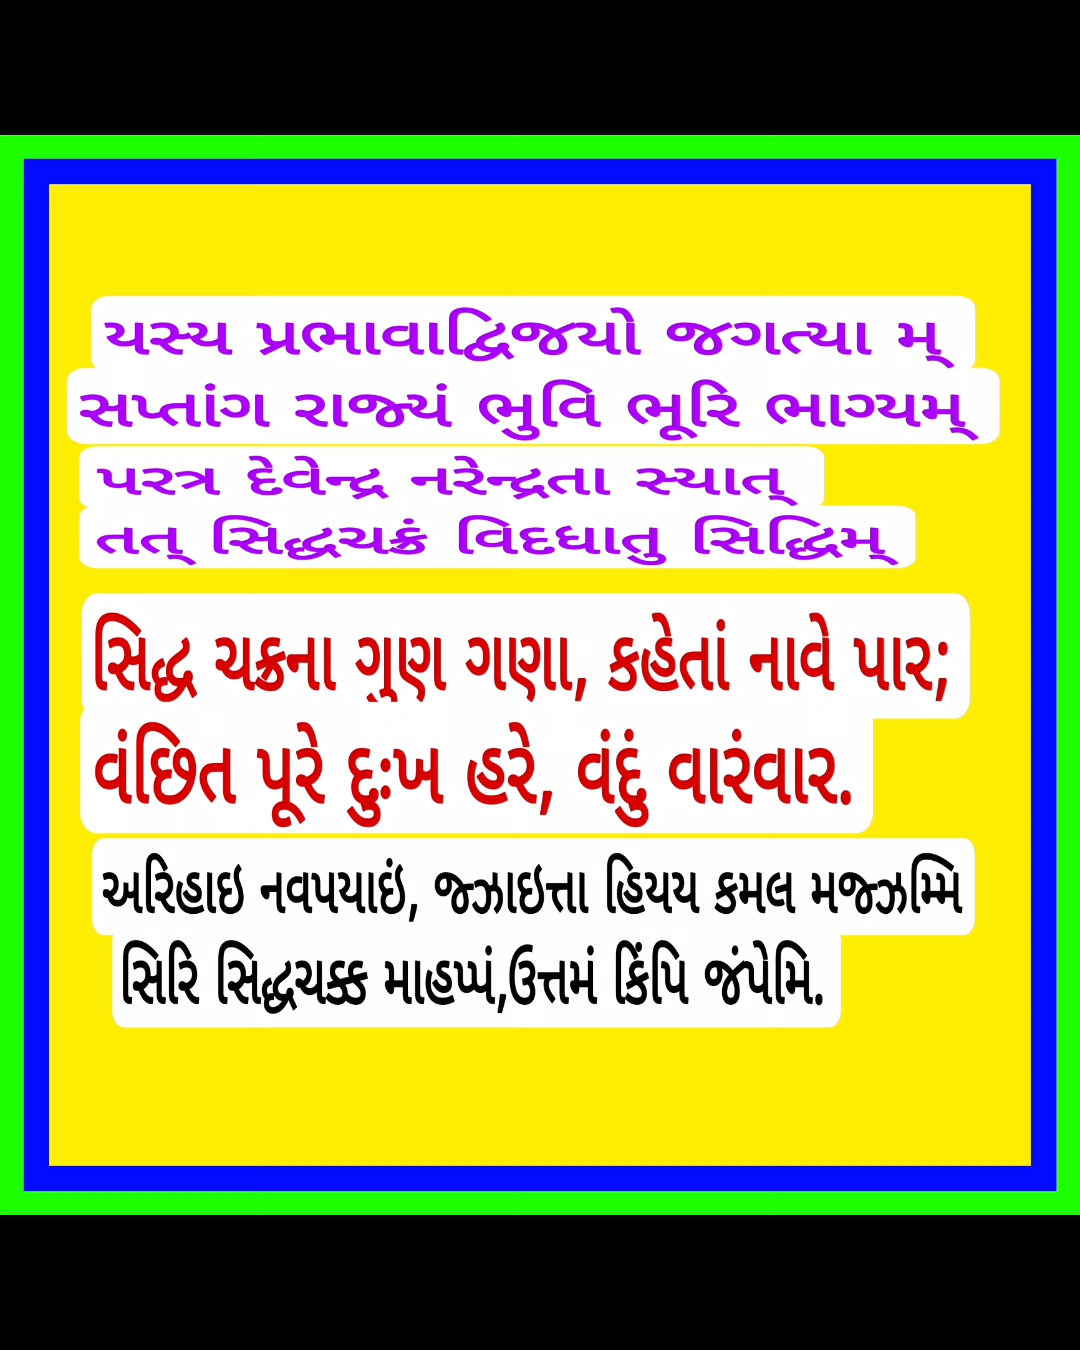 યસ્ય પ્રભાવાદ્વિજયો જગત્યા મ્
સપ્તાંગ રાજ્યં ભુવિ ભૂરિ ભાગ્યમ્
પરત્ર દેવેન્દ્ર નરેન્દ્રતા સ્યાત્
તત્ સિદ્ધચક્રં વિદધાતુ સિદ્ધિમ્
સિદ્ધ ચક્રના ગુણ ગણા, કહેતાં નાવે પાર;
વંછિત પૂરે દુઃખ હરે, વંદું વારંવાર.
અરિહાઇ નવપયાઇં, જઝાઇત્તા હિયય કમલ મજ્ઝમ્મિ
સિરિ સિદ્ધચક્ક માહપ્પં,ઉત્તમં કિંપિ જંપેમિ.